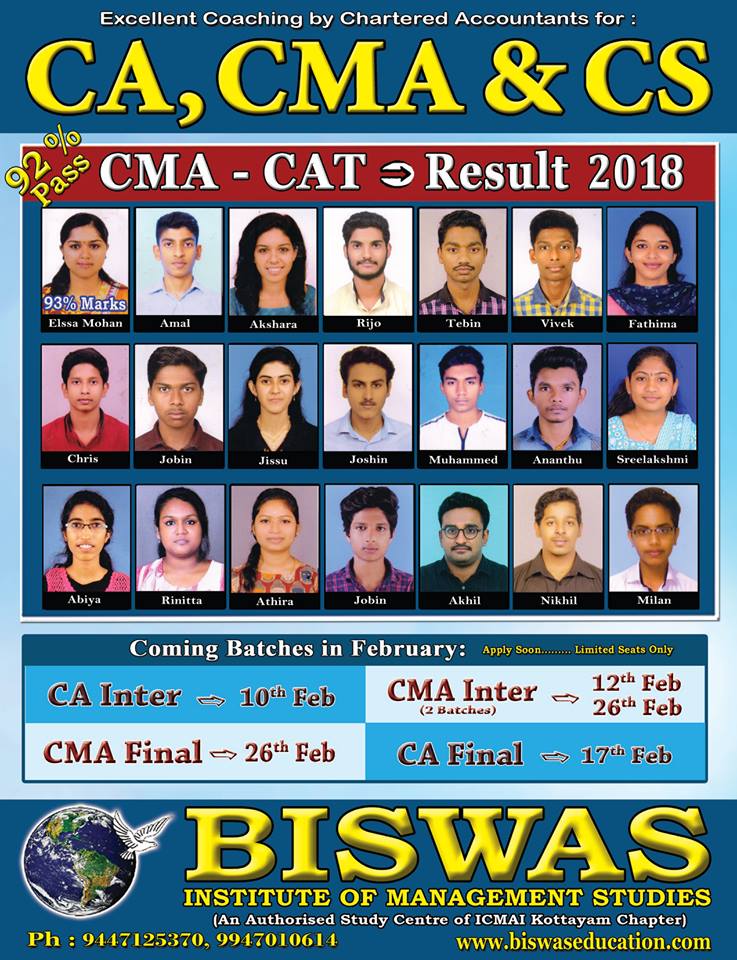 Excellent Coaching by Chartered Accountants for :
CA, CMA & CS
92% Pass
CMA - CAT ➲ Result 2018
93% Marks
Elssa Mohan Amal Akshara Rijo Tebin Vivek Fathima
Chris Jobin Jissu Joshin Muhammed Ananthu Sreelakshmi
Abiya Rinitta Athira Jobin Akhil Nikhil Milan
Coming Batches in February: Apply Soon......... Limited Seats Only
CA Inter ⇨ 10th Feb
CMA Inter (2 Batches) ⇨ 12th Feb 26th Feb
CMA Final ⇨ 26th Feb
CA Final ⇨ 17th Feb
BISWAS
INSTITUTE OF MANAGEMENT STUDIES
(An Authorised Study Centre of ICMAI Kottayam Chapter)
Ph : 9447125370, 9947010614
www.biswaseducation.com